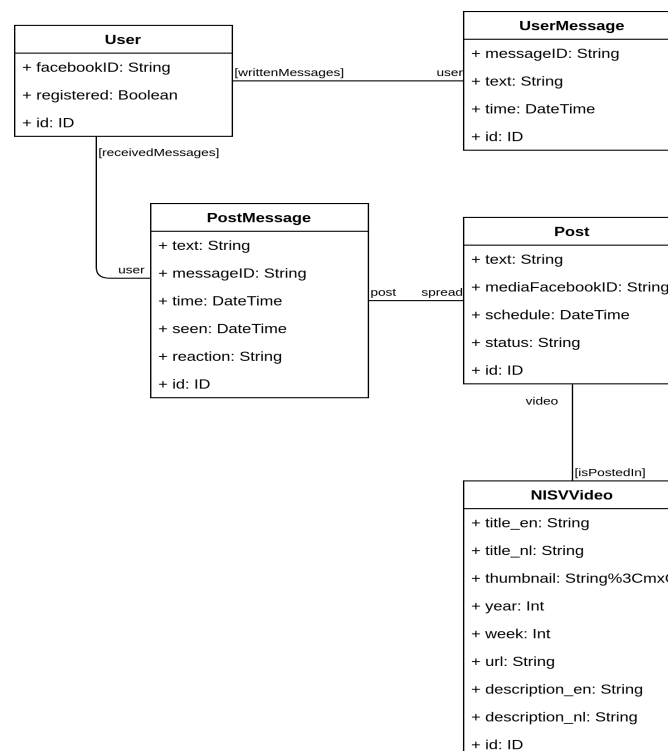 User
+ facebookID: String
+ registered: Boolean
+ id: ID
[writtenMessages]
user
UserMessage
+ messageID: String
+ text: String
+ time: DateTime
+ id: ID
[receivedMessages]
user
PostMessage
+ text: String
+ messageID: String
+ time: DateTime
+ seen: DateTime
+ reaction: String
+ id: ID
post
spread
Post
+ text: String
+ mediaFacebookID: String
+ schedule: DateTime
+ status: String
+ id: ID
video
[isPostedIn]
NISVVideo
+ title_en: String
+ title_nl: String
+ thumbnail: String%3Cmx
+ year: Int
+ week: Int
+ url: String
+ description_en: String
+ description_nl: String
+ id: ID